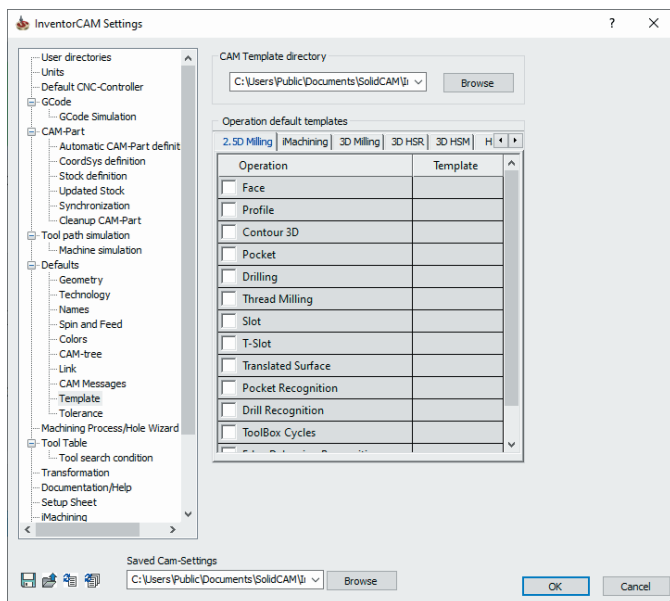 InventorCAM Settings
?
X
User directories
Units
Default CNC-Controller
GCode
GCode Simulation
CAM-Part
Automatic CAM-Part definit
CoordSys definition
Stock definition
Updated Stock
Synchronization
Cleanup CAM-Part
Tool path simulation
Machine simulation
Defaults
Geometry
Technology
Names
Spin and Feed
Colors
CAM-tree
Link
CAM Messages
Template
Tolerance
Machining Process/Hole Wizard
Tool Table
Tool search condition
Transformation
Documentation/Help
Setup Sheet
iMachining
CAM Template directory
C:\Users\Public\Documents\SolidCAM\I
Browse
Operation default templates
2.5D Milling iMachining 3D Milling 3D HSR 3D HSM H
Operation Template
Face
Profile
Contour 3D
Pocket
Drilling
Thread Milling
Slot
T-Slot
Translated Surface
Pocket Recognition
Drill Recognition
ToolBox Cycles
Saved Cam-Settings
C:\Users\Public\Documents\SolidCAM\I
Browse
OK
Cancel